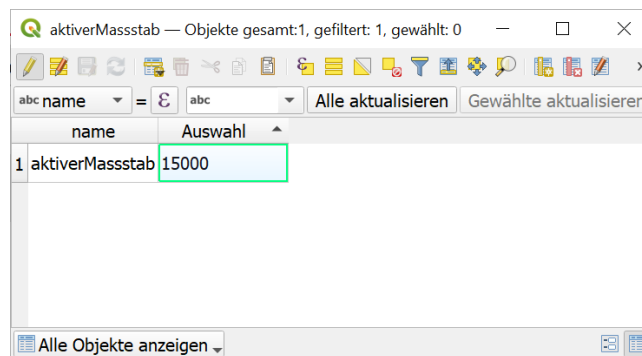 aktiverMassstab — Objekte gesamt:1, gefiltert: 1, gewählt: 0
abc name = ε abc Alle aktualisieren Gewählte aktualisieren
name Auswahl
1 aktiverMassstab 15000
Alle Objekte anzeigen